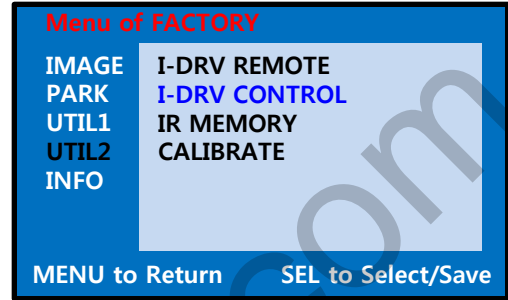 Menu of FACTORY
IMAGE I-DRV REMOTE
PARK I-DRV CONTROL
UTIL1 IR MEMORY
UTIL2 CALIBRATE
INFO
MENU to Return SEL to Select/Save
com